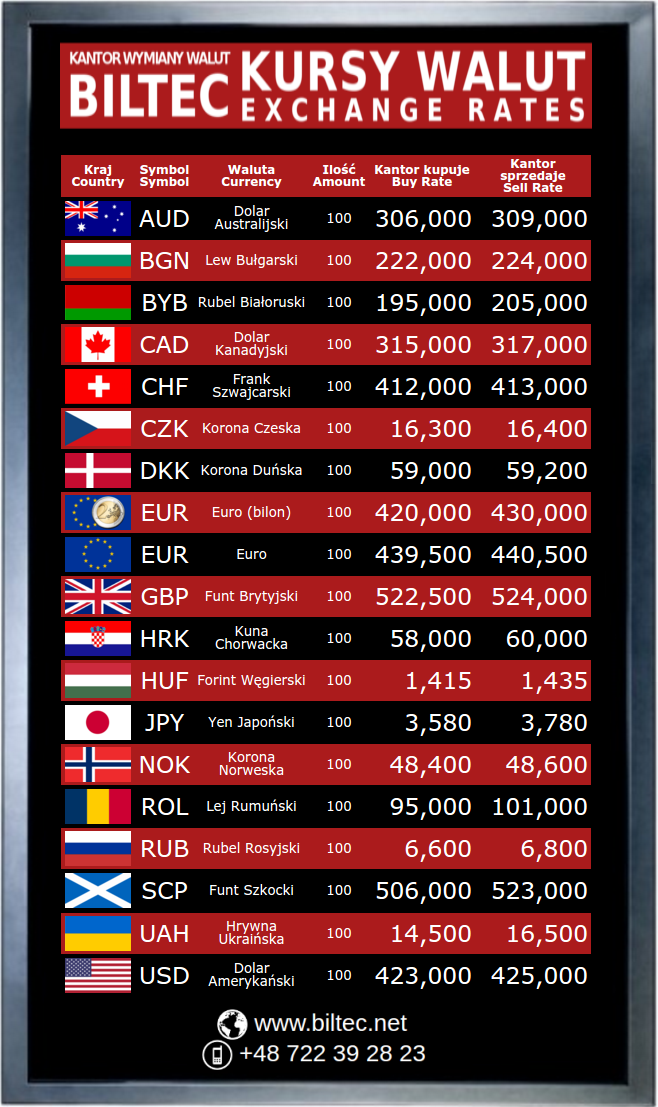 KANTOR WYMIANY WALUT
BILTEC
KURSY WALUT
EXCHANGE RATES
Kraj Symbol Waluta Ilość Kantor kupuje Kantor sprzedaje
Country Symbol Currency Amount Buy Rate Sell Rate
AUD Dolar Australijski 100 306,000 309,000
BGN Lew Bułgarski 100 222,000 224,000
BYB Rubel Białoruski 100 195,000 205,000
CAD Dolar Kanadyjski 100 315,000 317,000
CHF Frank Szwajcarski 100 412,000 413,000
CZK Korona Czeska 100 16,300 16,400
DKK Korona Duńska 100 59,000 59,200
EUR Euro (bilon) 100 420,000 430,000
EUR Euro 100 439,500 440,500
GBP Funt Brytyjski 100 522,500 524,000
HRK Kuna Chorwacka 100 58,000 60,000
HUF Forint Węgierski 100 1,415 1,435
JPY Yen Japoński 100 3,580 3,780
NOK Korona Norweska 100 48,400 48,600
ROL Lej Rumuński 100 95,000 101,000
RUB Rubel Rosyjski 100 6,600 6,800
SCP Funt Szkocki 100 506,000 523,000
UAH Hrywna Ukraińska 100 14,500 16,500
USD Dolar Amerykański 100 423,000 425,000
www.biltec.net
+48 722 39 28 23